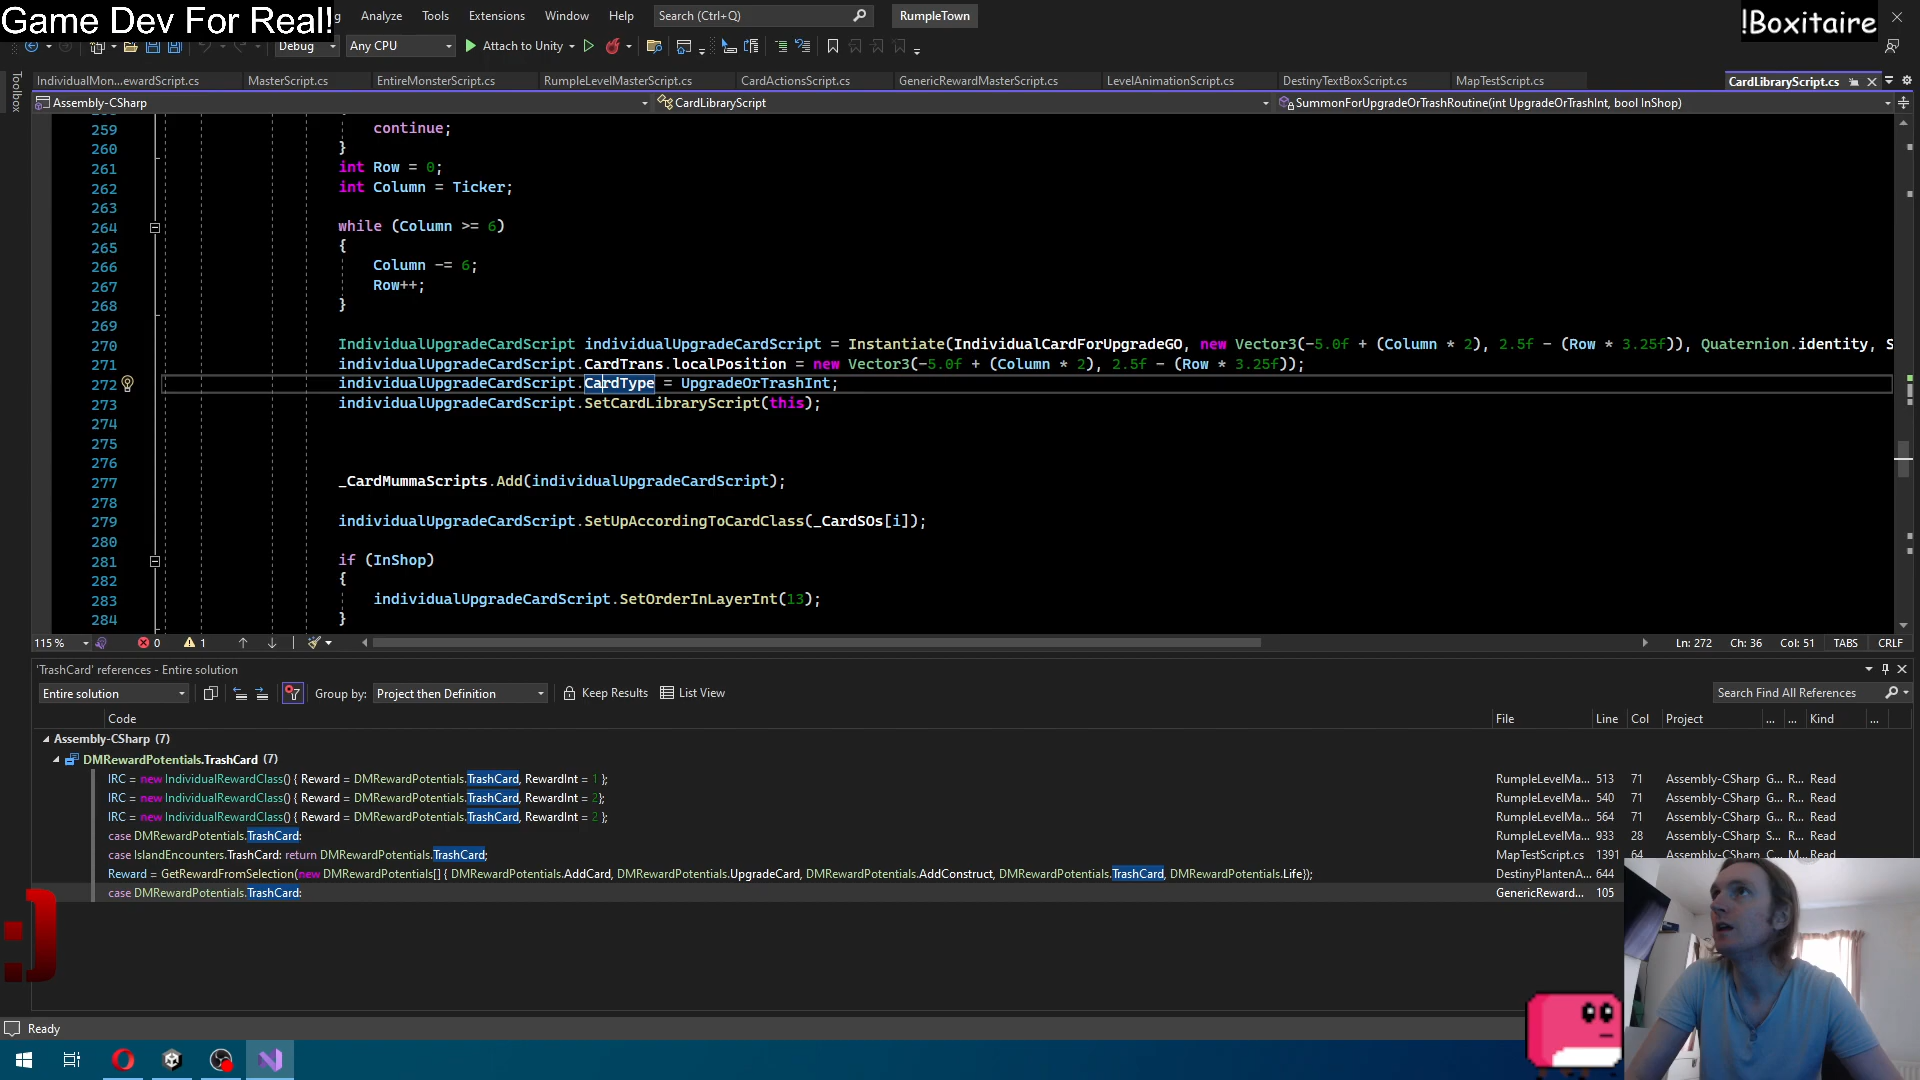 Game Dev For Real!
Analyze
Tools
Extensions
Window
Help
Search (Ctrl+Q)
RumpleTown
!Boxitaire
Debug
Any CPU
Attach to Unity
Toolbox
IndividualMon...ewardScript.cs
MasterScript.cs
EntireMonsterScript.cs
RumpleLevelMasterScript.cs
CardActionsScript.cs
GenericRewardMasterScript.cs
LevelAnimationScript.cs
DestinyTextBoxScript.cs
MapTestScript.cs
CardLibraryScript.cs
Assembly-CSharp
CardLibraryScript
SummonForUpgradeOrTrashRoutine(int UpgradeOrTrashInt, bool InShop)
259 continue;
260 }
261 int Row = 0;
262 int Column = Ticker;
263
264 while (Column >= 6)
265 {
266 Column -= 6;
267 Row++;
268 }
269
270 IndividualUpgradeCardScript individualUpgradeCardScript = Instantiate(IndividualCardForUpgradeGO, new Vector3(-5.0f + (Column * 2), 2.5f - (Row * 3.25f)), Quaternion.identity, S
271 individualUpgradeCardScript.CardTrans.localPosition = new Vector3(-5.0f + (Column * 2), 2.5f - (Row * 3.25f));
272 individualUpgradeCardScript.CardType = UpgradeOrTrashInt;
273 individualUpgradeCardScript.SetCardLibraryScript(this);
274
275
276
277 _CardMummaScripts.Add(individualUpgradeCardScript);
278
279 individualUpgradeCardScript.SetUpAccordingToCardClass(_CardSOs[i]);
280
281 if (InShop)
282 {
283 individualUpgradeCardScript.SetOrderInLayerInt(13);
284 }
115 %
0
1
Ln: 272
Ch: 36
Col: 51
TABS
CRLF
'TrashCard' references - Entire solution
Entire solution
Group by:
Project then Definition
Keep Results
List View
Search Find All References
Code
File
Line
Col
Project
...
...
Kind
...
Assembly-CSharp (7)
DMRewardPotentials.TrashCard (7)
IRC = new IndividualRewardClass() { Reward = DMRewardPotentials.TrashCard, RewardInt = 1 }; RumpleLevelMa... 513 71 Assembly-CSharp G... R... Read
IRC = new IndividualRewardClass() { Reward = DMRewardPotentials.TrashCard, RewardInt = 2}; RumpleLevelMa... 540 71 Assembly-CSharp G... R... Read
IRC = new IndividualRewardClass() { Reward = DMRewardPotentials.TrashCard, RewardInt = 2 }; RumpleLevelMa... 564 71 Assembly-CSharp G... R... Read
case DMRewardPotentials.TrashCard: RumpleLevelMa... 933 28 Assembly-CSharp S... R... Read
case IslandEncounters.TrashCard: return DMRewardPotentials.TrashCard; MapTestScript.cs 1391 64 Assembly-CSharp C... M... Read
Reward = GetRewardFromSelection(new DMRewardPotentials[] { DMRewardPotentials.AddCard, DMRewardPotentials.UpgradeCard, DMRewardPotentials.AddConstruct, DMRewardPotentials.TrashCard, DMRewardPotentials.Life}); DestinyPlantenA... 644
case DMRewardPotentials.TrashCard: GenericReward... 105
:)
Ready